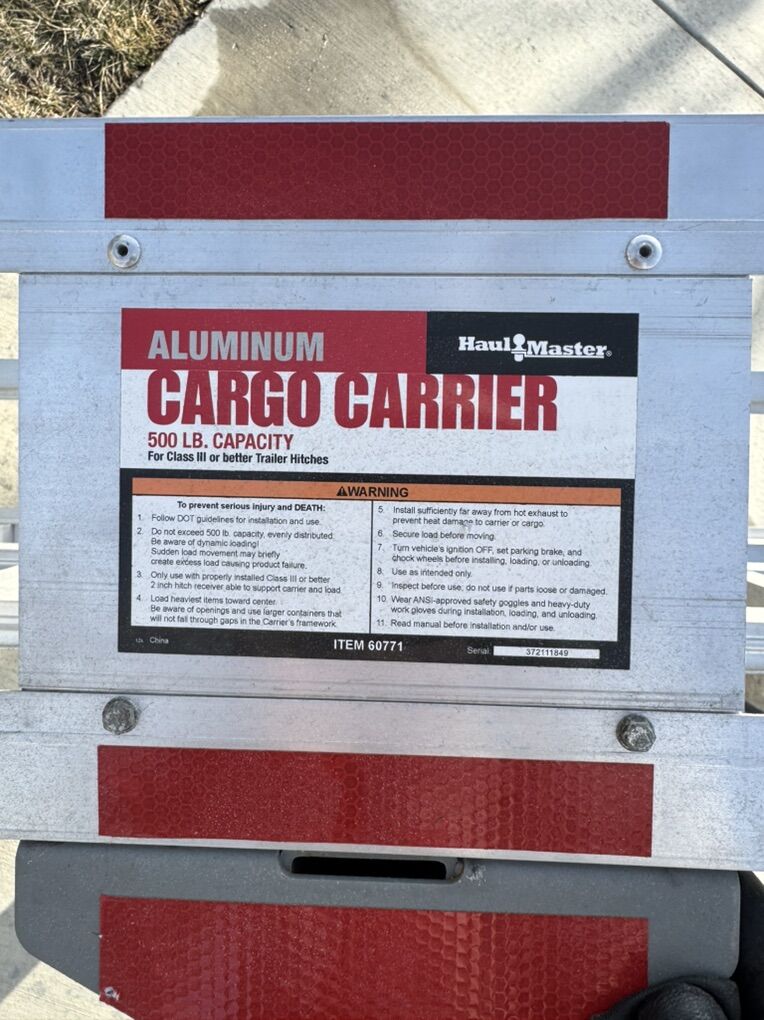 ALUMINUM
Haul Master®
CARGO CARRIER
500 LB. CAPACITY
For Class III or better Trailer Hitches
⚠WARNING
To prevent serious injury and DEATH:
1. Follow DOT guidelines for installation and use.
2. Do not exceed 500 lb. capacity, evenly distributed.
Be aware of dynamic loading!
Sudden load movement may briefly
create excess load causing product failure.
3. Only use with properly installed Class III or better
2 inch hitch receiver able to support carrier and load.
4. Load heaviest items toward center.
Be aware of openings and use larger containers that
will not fall through gaps in the Carrier's framework.
5. Install sufficiently far away from hot exhaust to
prevent heat damage to carrier or cargo.
6. Secure load before moving.
7. Turn vehicle's ignition OFF, set parking brake, and
chock wheels before installing, loading, or unloading.
8. Use as intended only.
9. Inspect before use; do not use if parts loose or damaged.
10. Wear ANSI-approved safety goggles and heavy-duty
work gloves during installation, loading, and unloading.
11. Read manual before installation and/or use.
China
ITEM 60771
Serial: 372111849